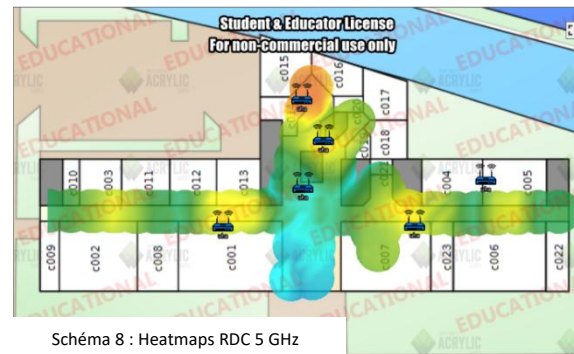 Student & Educator License
For non-commercial use only
EDUCATIONAL
ACRYLIC
c015
c016
c017
c018
c010
c003
c011
c012
c013
c004
c005
c009
c002
c008
c001
c007
c023
c006
c022
Schéma 8 : Heatmaps RDC 5 GHz